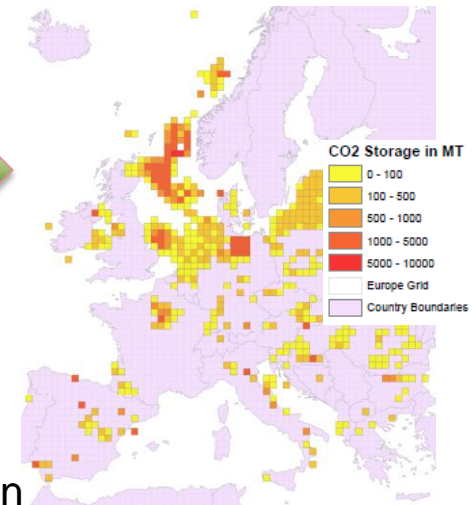 CO2 Storage in MT
0 - 100
100 - 500
500 - 1000
1000 - 5000
5000 - 10000
Europe Grid
Country Boundaries
n